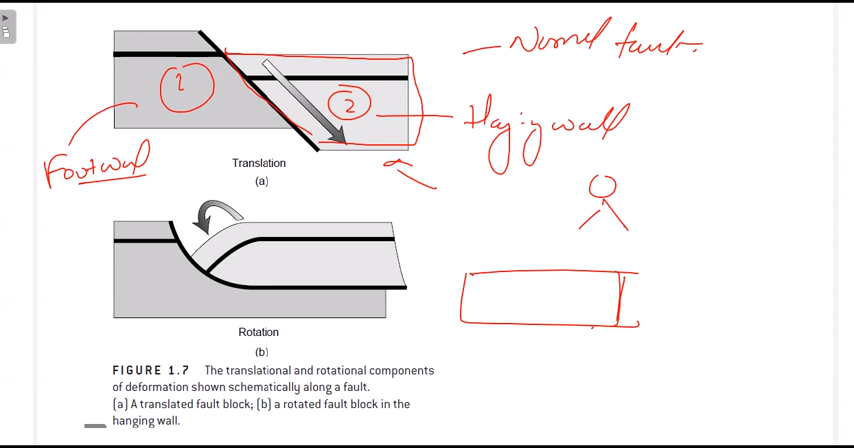 Normal fault
1
2
Hanging wall
Footwall
Translation
(a)
Rotation
(b)
FIGURE 1.7 The translational and rotational components
of deformation shown schematically along a fault.
(a) A translated fault block; (b) a rotated fault block in the
hanging wall.